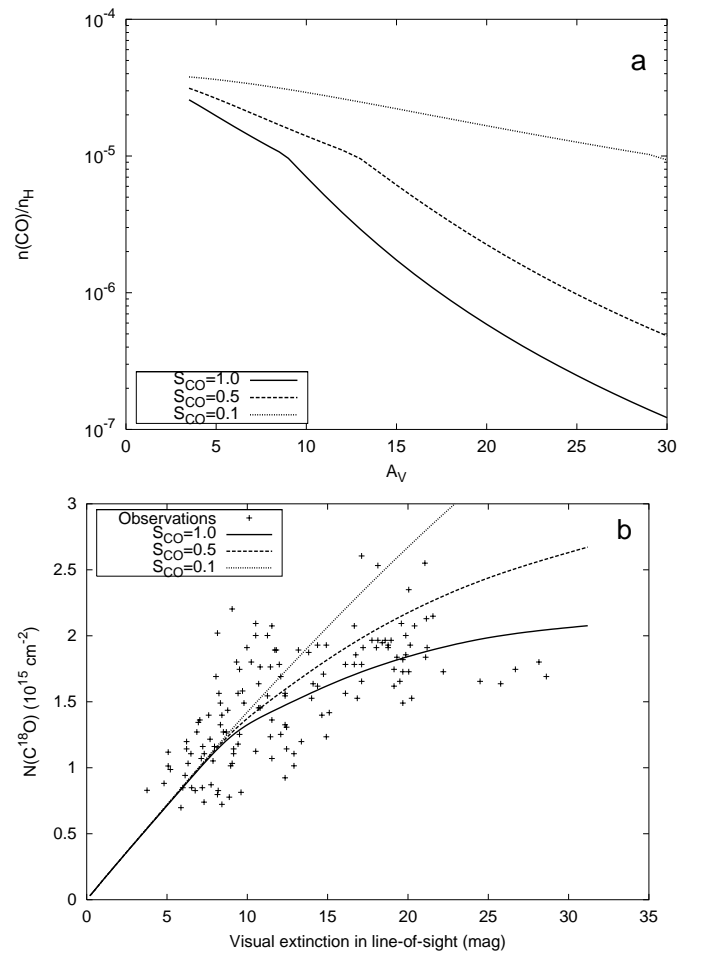 a
10^-4
10^-5
10^-6
10^-7
n(CO)/n_H
S_CO=1.0
S_CO=0.5
S_CO=0.1
0 5 10 15 20 25 30
A_V
b
3
2.5
2
1.5
1
0.5
0
N(C^18O) (10^15 cm^-2)
Observations
S_CO=1.0
S_CO=0.5
S_CO=0.1
0 5 10 15 20 25 30 35
Visual extinction in line-of-sight (mag)